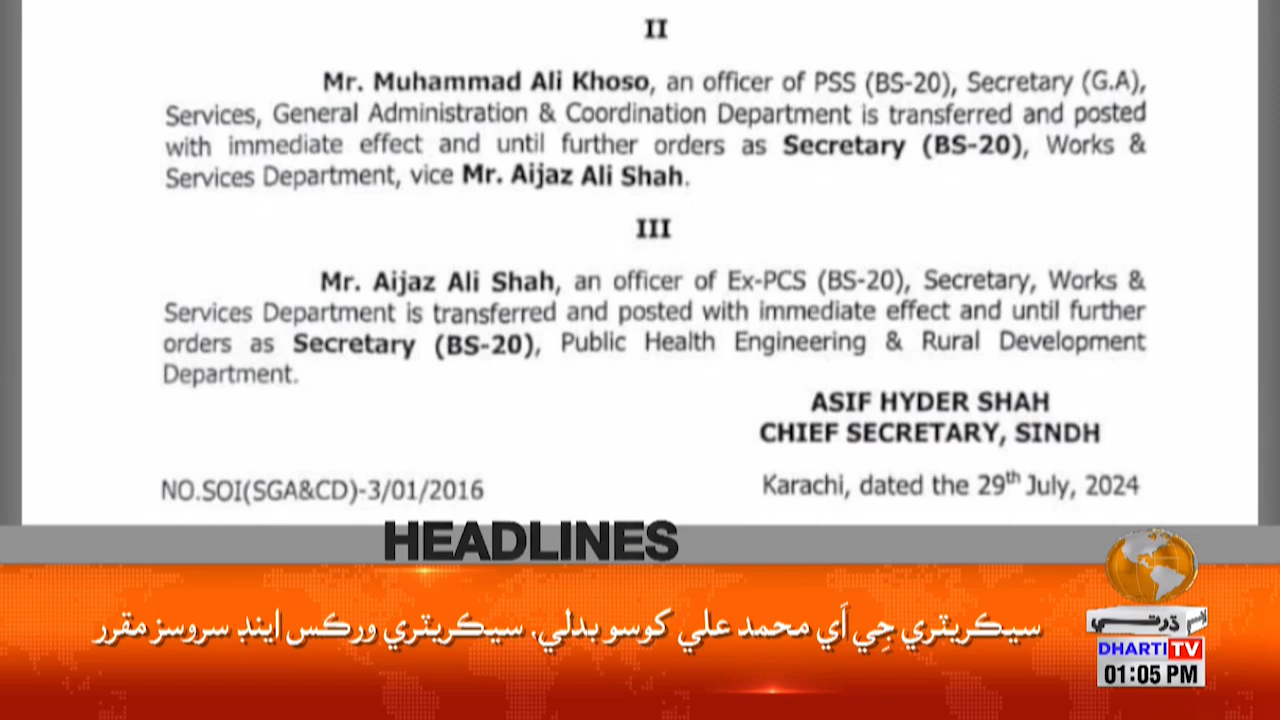 II
Mr. Muhammad Ali Khoso, an officer of PSS (BS-20), Secretary (G.A),
Services, General Administration & Coordination Department is transferred and posted
with immediate effect and until further orders as Secretary (BS-20), Works &
Services Department, vice Mr. Aijaz Ali Shah.
III
Mr. Aijaz Ali Shah, an officer of Ex-PCS (BS-20), Secretary, Works &
Services Department is transferred and posted with immediate effect and until further
orders as Secretary (BS-20), Public Health Engineering & Rural Development
Department.
ASIF HYDER SHAH
CHIEF SECRETARY, SINDH
NO.SOI(SGA&CD)-3/01/2016
Karachi, dated the 29th July, 2024
HEADLINES
سيڪريٽري جِي اَي محمد علي کوسو بدلي، سيڪريٽري ورڪس اينڊ سروسز مقرر
ڌرتي
DHARTI TV
01:05 PM